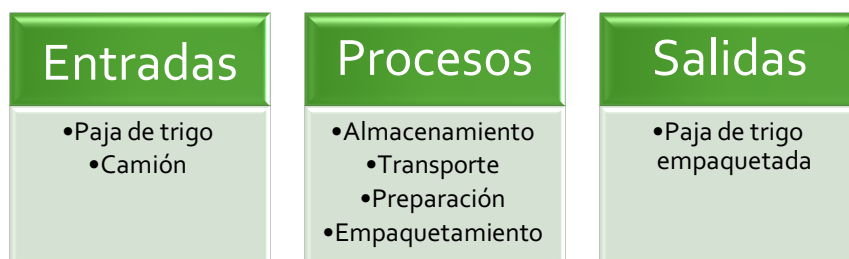 Entradas
•Paja de trigo
•Camión
Procesos
•Almacenamiento
•Transporte
•Preparación
•Empaquetamiento
Salidas
•Paja de trigo
empaquetada